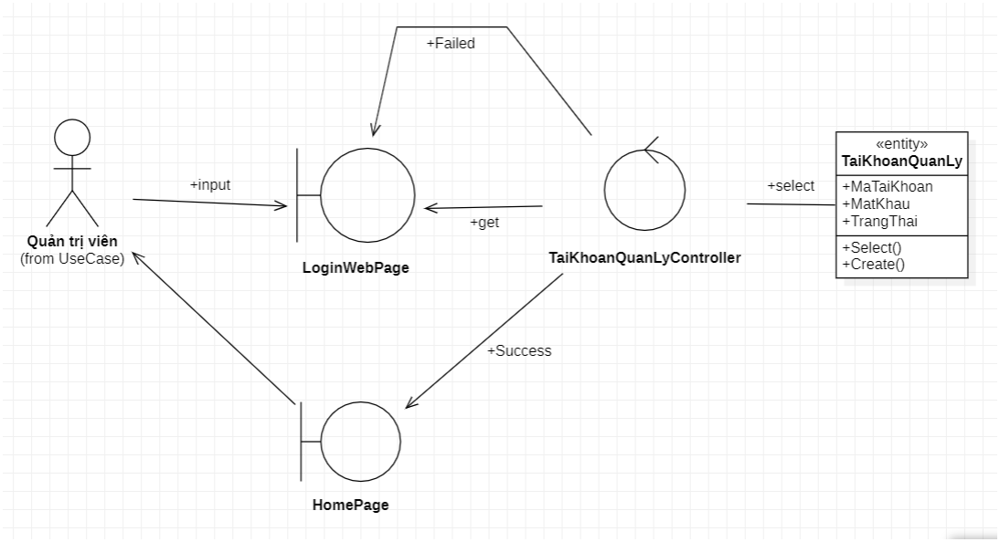 +Failed
«entity»
TaiKhoanQuanLy
+MaTaiKhoan
+MatKhau
+TrangThai
+Select()
+Create()
+input
+select
+get
Quản trị viên
(from UseCase)
LoginWebPage
TaiKhoanQuanLyController
+Success
HomePage